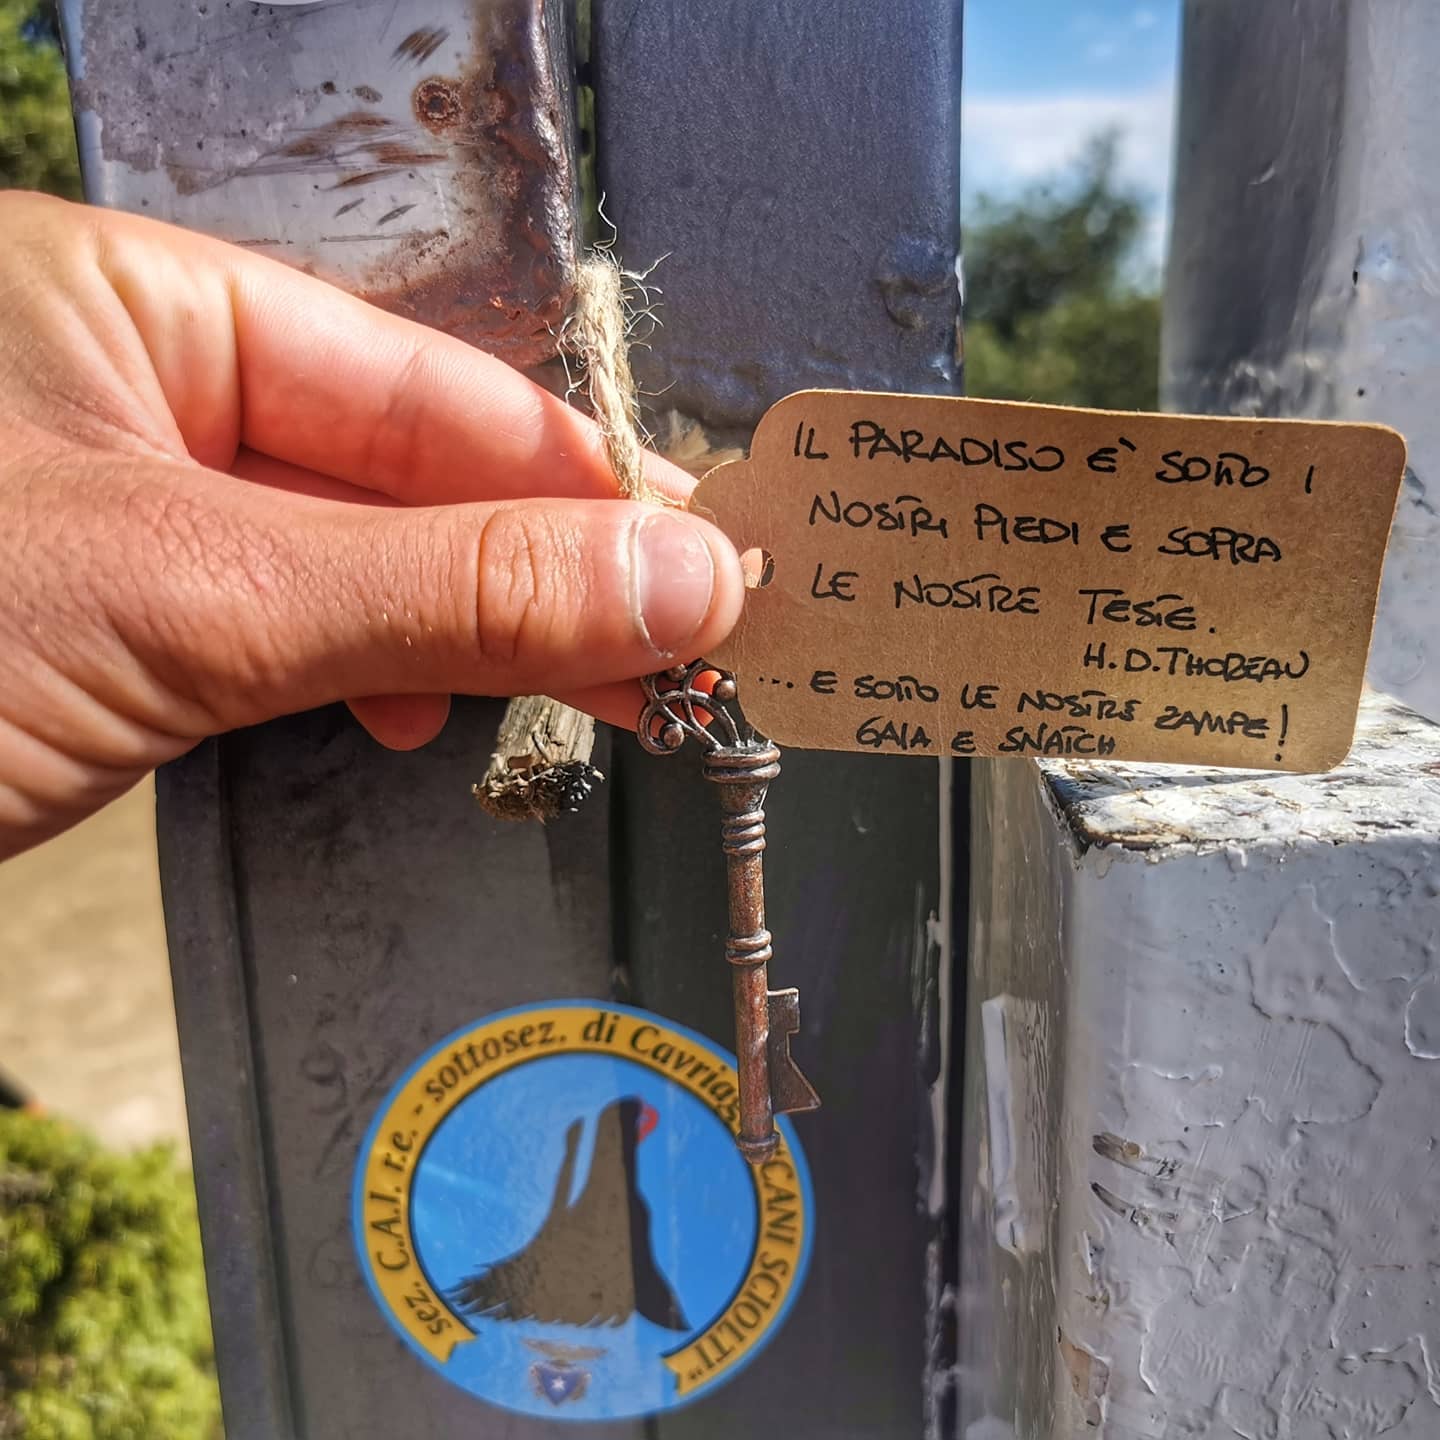 IL PARADISO E' SOTTO I
NOSTRI PIEDI E SOPRA
LE NOSTRE TESTE.
H.D.THOREAU
... E SOTTO LE NOSTRE ZAMPE!
GAIA E SNATCH
sez. C.A.I. r.e. - sottosez. di Cavriag
"CANI SCIOLTI"